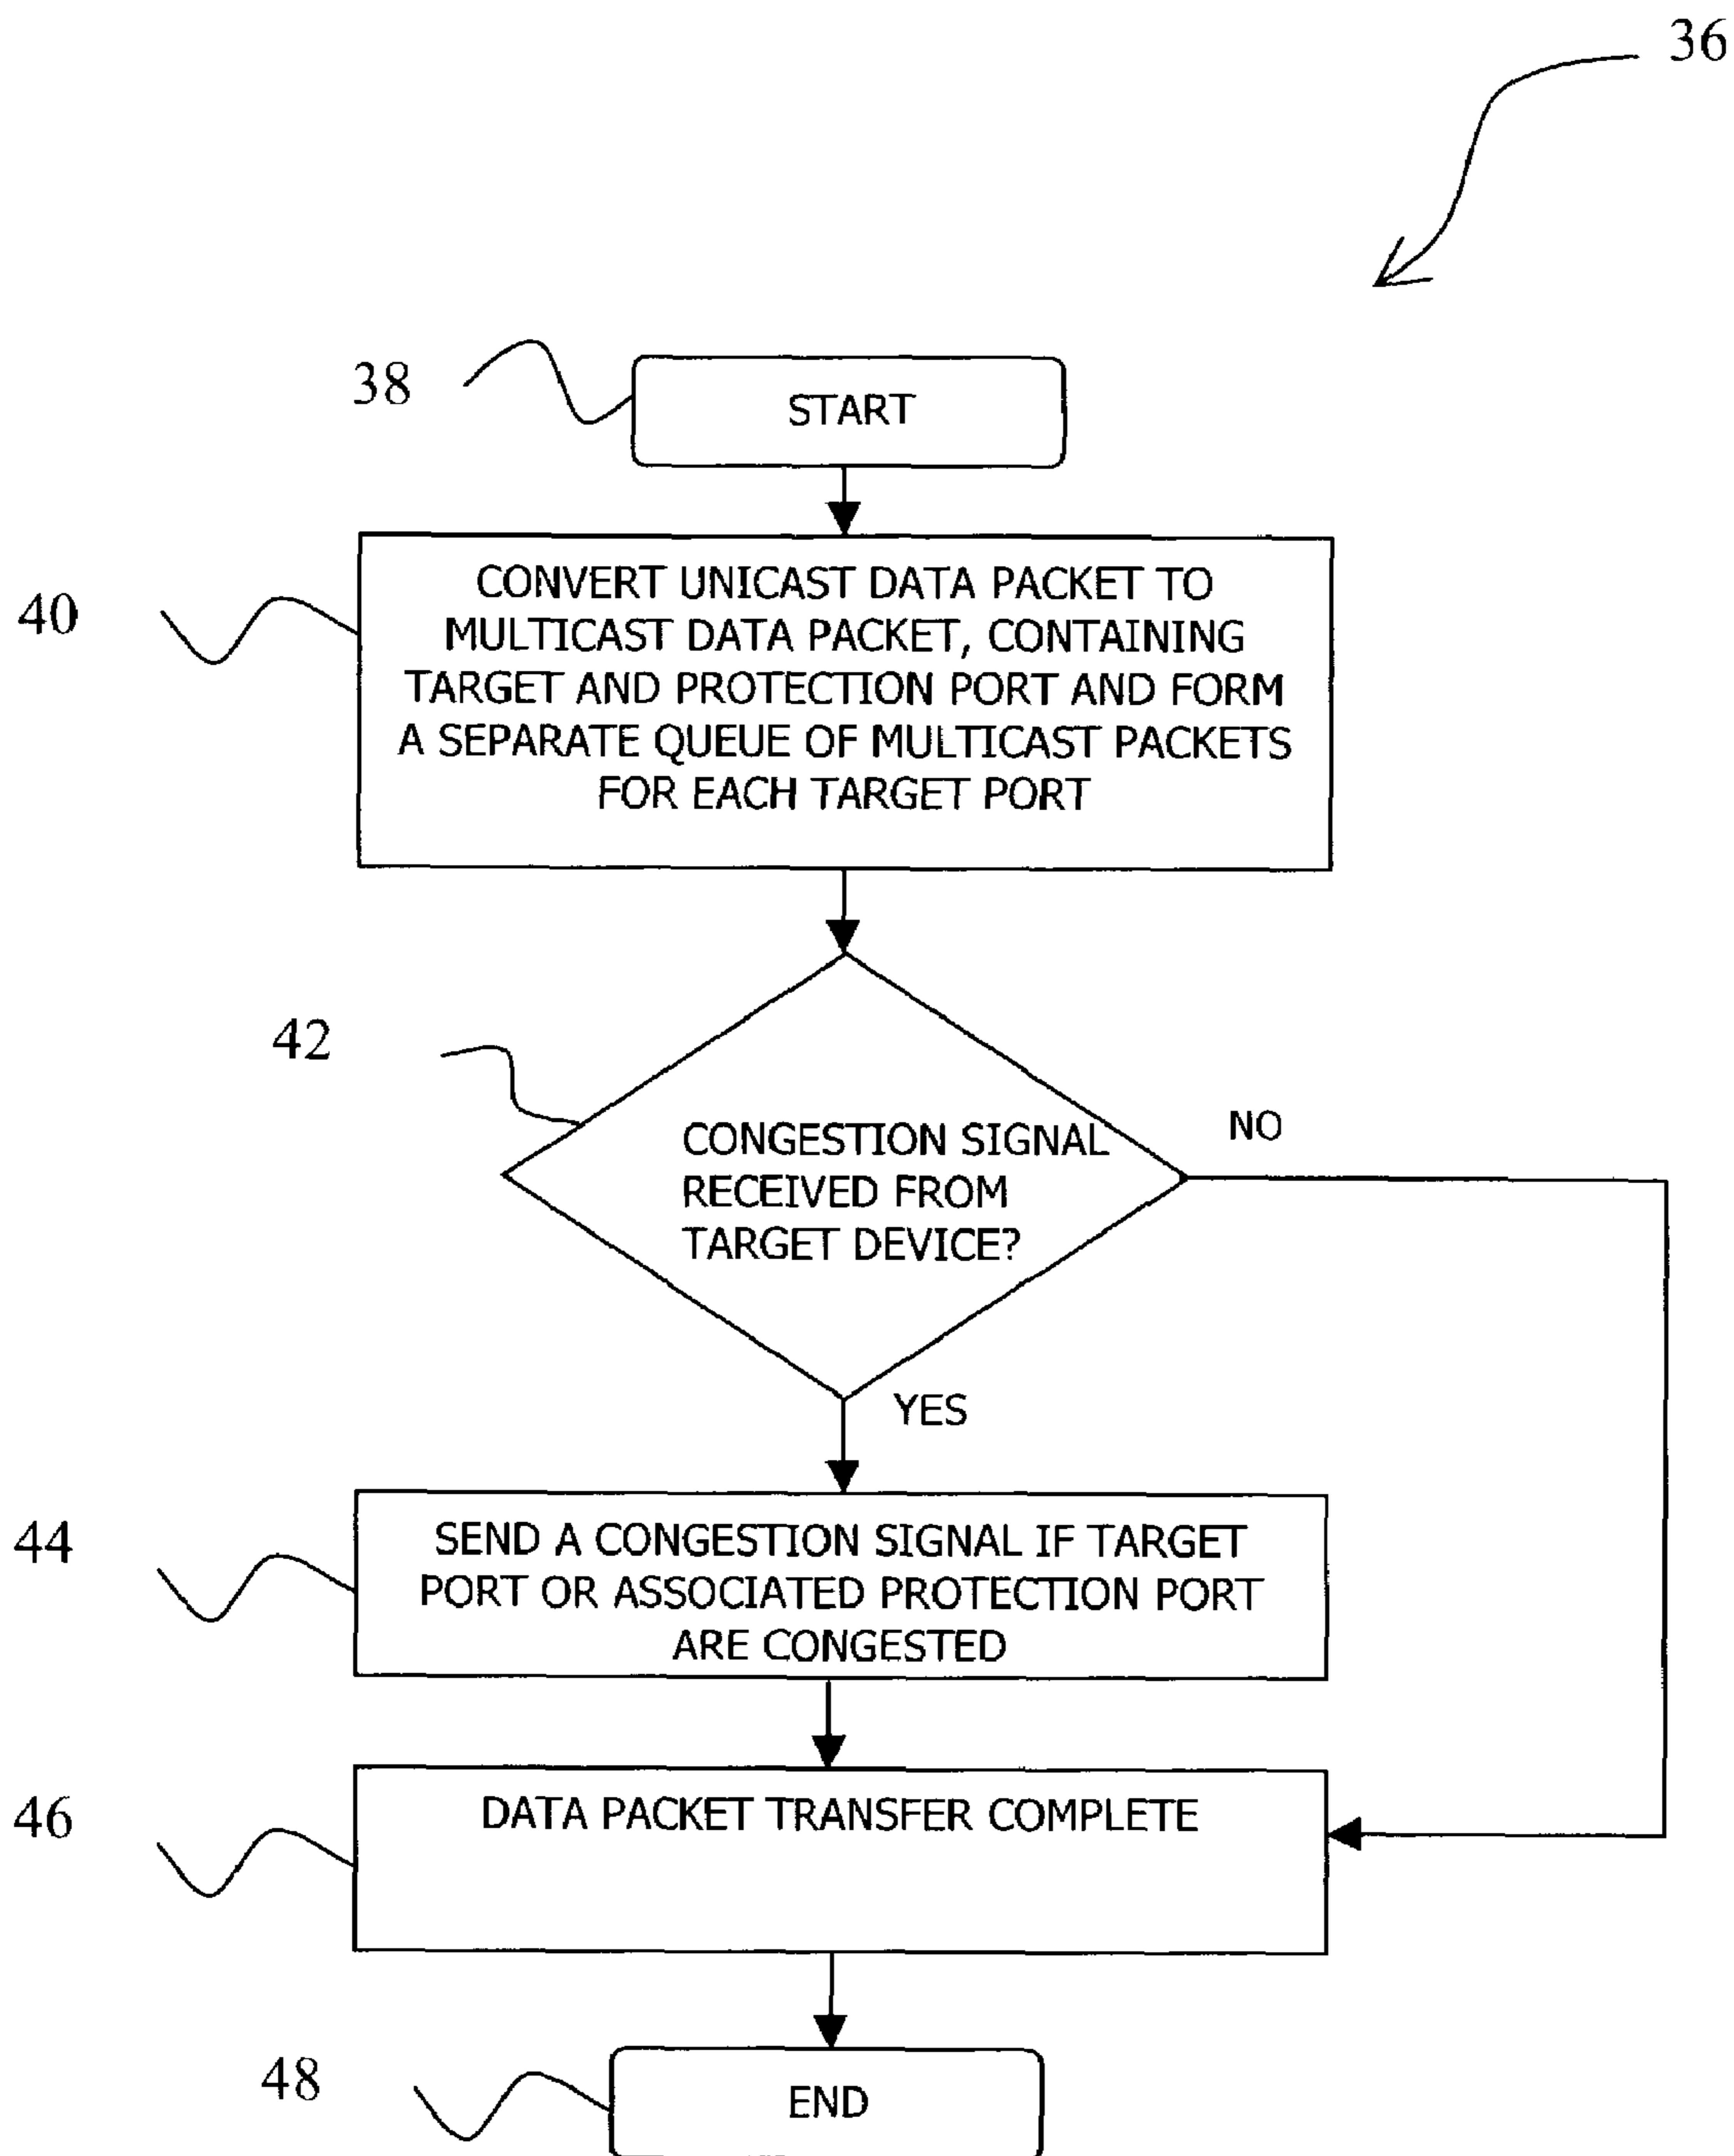 36
38
START
40
CONVERT UNICAST DATA PACKET TO
MULTICAST DATA PACKET, CONTAINING
TARGET AND PROTECTION PORT AND FORM
A SEPARATE QUEUE OF MULTICAST PACKETS
FOR EACH TARGET PORT
42
CONGESTION SIGNAL
RECEIVED FROM
TARGET DEVICE?
NO
YES
44
SEND A CONGESTION SIGNAL IF TARGET
PORT OR ASSOCIATED PROTECTION PORT
ARE CONGESTED
46
DATA PACKET TRANSFER COMPLETE
48
END